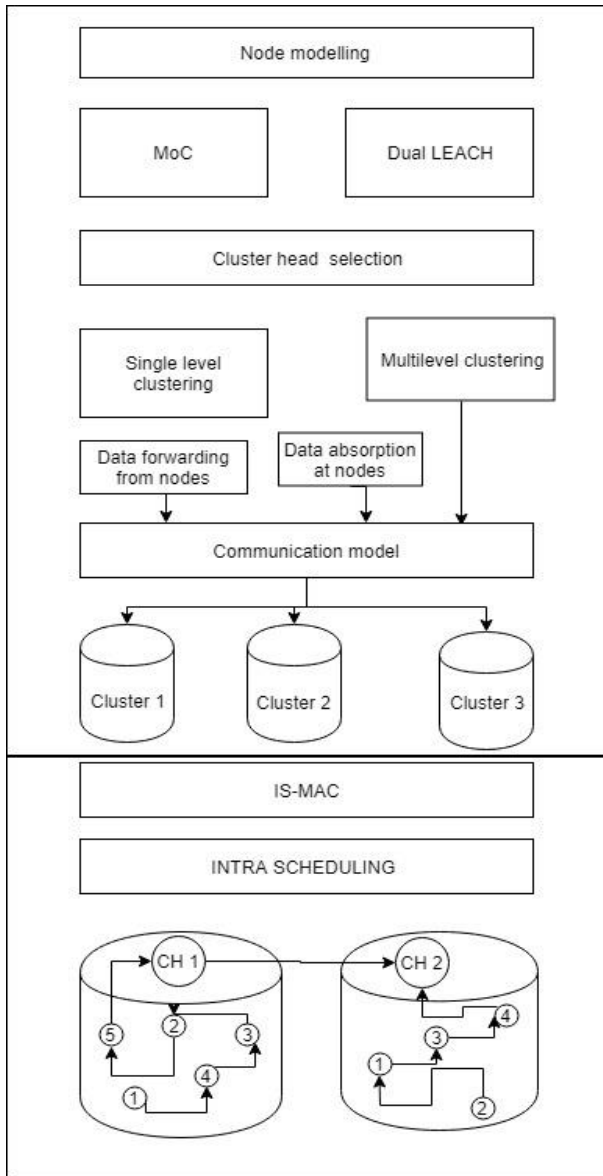 Node modelling
MoC
Dual LEACH
Cluster head selection
Single level
clustering
Multilevel clustering
Data forwarding
from nodes
Data absorption
at nodes
Communication model
Cluster 1
Cluster 2
Cluster 3
IS-MAC
INTRA SCHEDULING
CH 1
CH 2
5
2
3
4
1
4
3
1
2